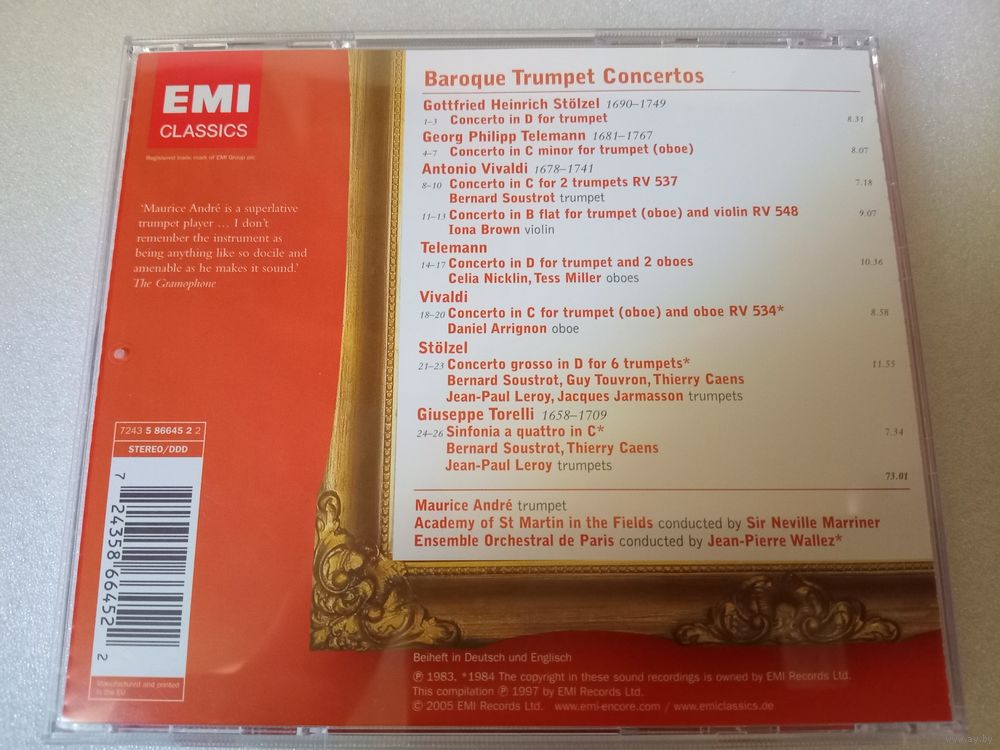 EMI
CLASSICS
Registered trade mark of EMI Group plc
'Maurice André is a superlative
trumpet player ... I don't
remember the instrument as
being anything like so docile and
amenable as he makes it sound.'
The Gramophone
7243 5 86645 2 2
STEREO/DDD
7 24358 66452 2
Manufactured and printed
in the EU
Baroque Trumpet Concertos
Gottfried Heinrich Stölzel 1690–1749
1–3 Concerto in D for trumpet 8.31
Georg Philipp Telemann 1681–1767
4–7 Concerto in C minor for trumpet (oboe) 8.07
Antonio Vivaldi 1678–1741
8–10 Concerto in C for 2 trumpets RV 537 7.18
Bernard Soustrot trumpet
11–13 Concerto in B flat for trumpet (oboe) and violin RV 548 9.07
Iona Brown violin
Telemann
14–17 Concerto in D for trumpet and 2 oboes 10.36
Celia Nicklin, Tess Miller oboes
Vivaldi
18–20 Concerto in C for trumpet (oboe) and oboe RV 534* 8.58
Daniel Arrignon oboe
Stölzel
21–23 Concerto grosso in D for 6 trumpets* 11.55
Bernard Soustrot, Guy Touvron, Thierry Caens
Jean-Paul Leroy, Jacques Jarmasson trumpets
Giuseppe Torelli 1658–1709
24–26 Sinfonia a quattro in C* 7.34
Bernard Soustrot, Thierry Caens
Jean-Paul Leroy trumpets
73.01
Maurice André trumpet
Academy of St Martin in the Fields conducted by Sir Neville Marriner
Ensemble Orchestral de Paris conducted by Jean-Pierre Wallez*
Beiheft in Deutsch und Englisch
℗ 1983, *1984 The copyright in these sound recordings is owned by EMI Records Ltd.
This compilation ℗ 1997 by EMI Records Ltd.
© 2005 EMI Records Ltd. www.emi-encore.com / www.emiclassics.de
www.ay.by